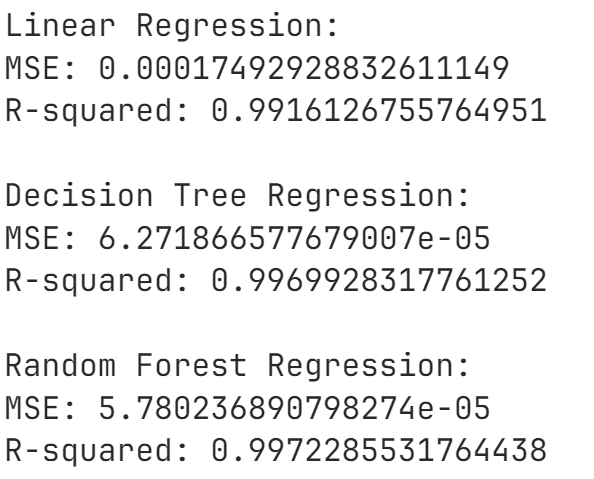 Linear Regression:
MSE: 0.00017492928832611149
R-squared: 0.9916126755764951
Decision Tree Regression:
MSE: 6.271866577679007e-05
R-squared: 0.9969928317761252
Random Forest Regression:
MSE: 5.780236890798274e-05
R-squared: 0.9972285531764438